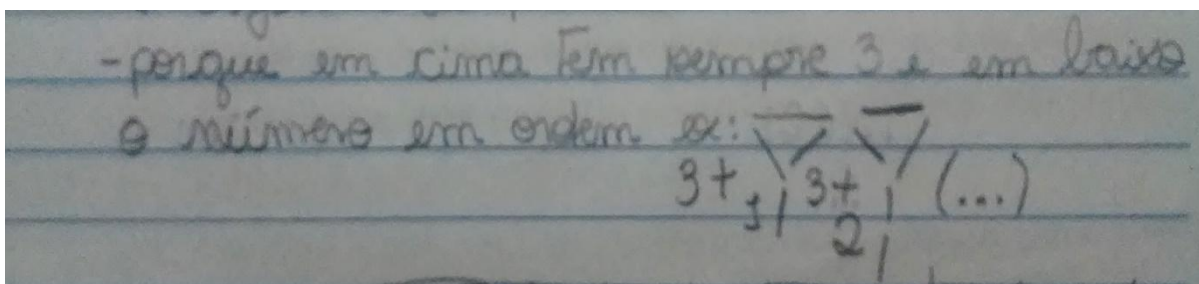 -porque em cima Tem sempre 3 e em baixo
o número em ordem ex:
3+1 3+2 (...)